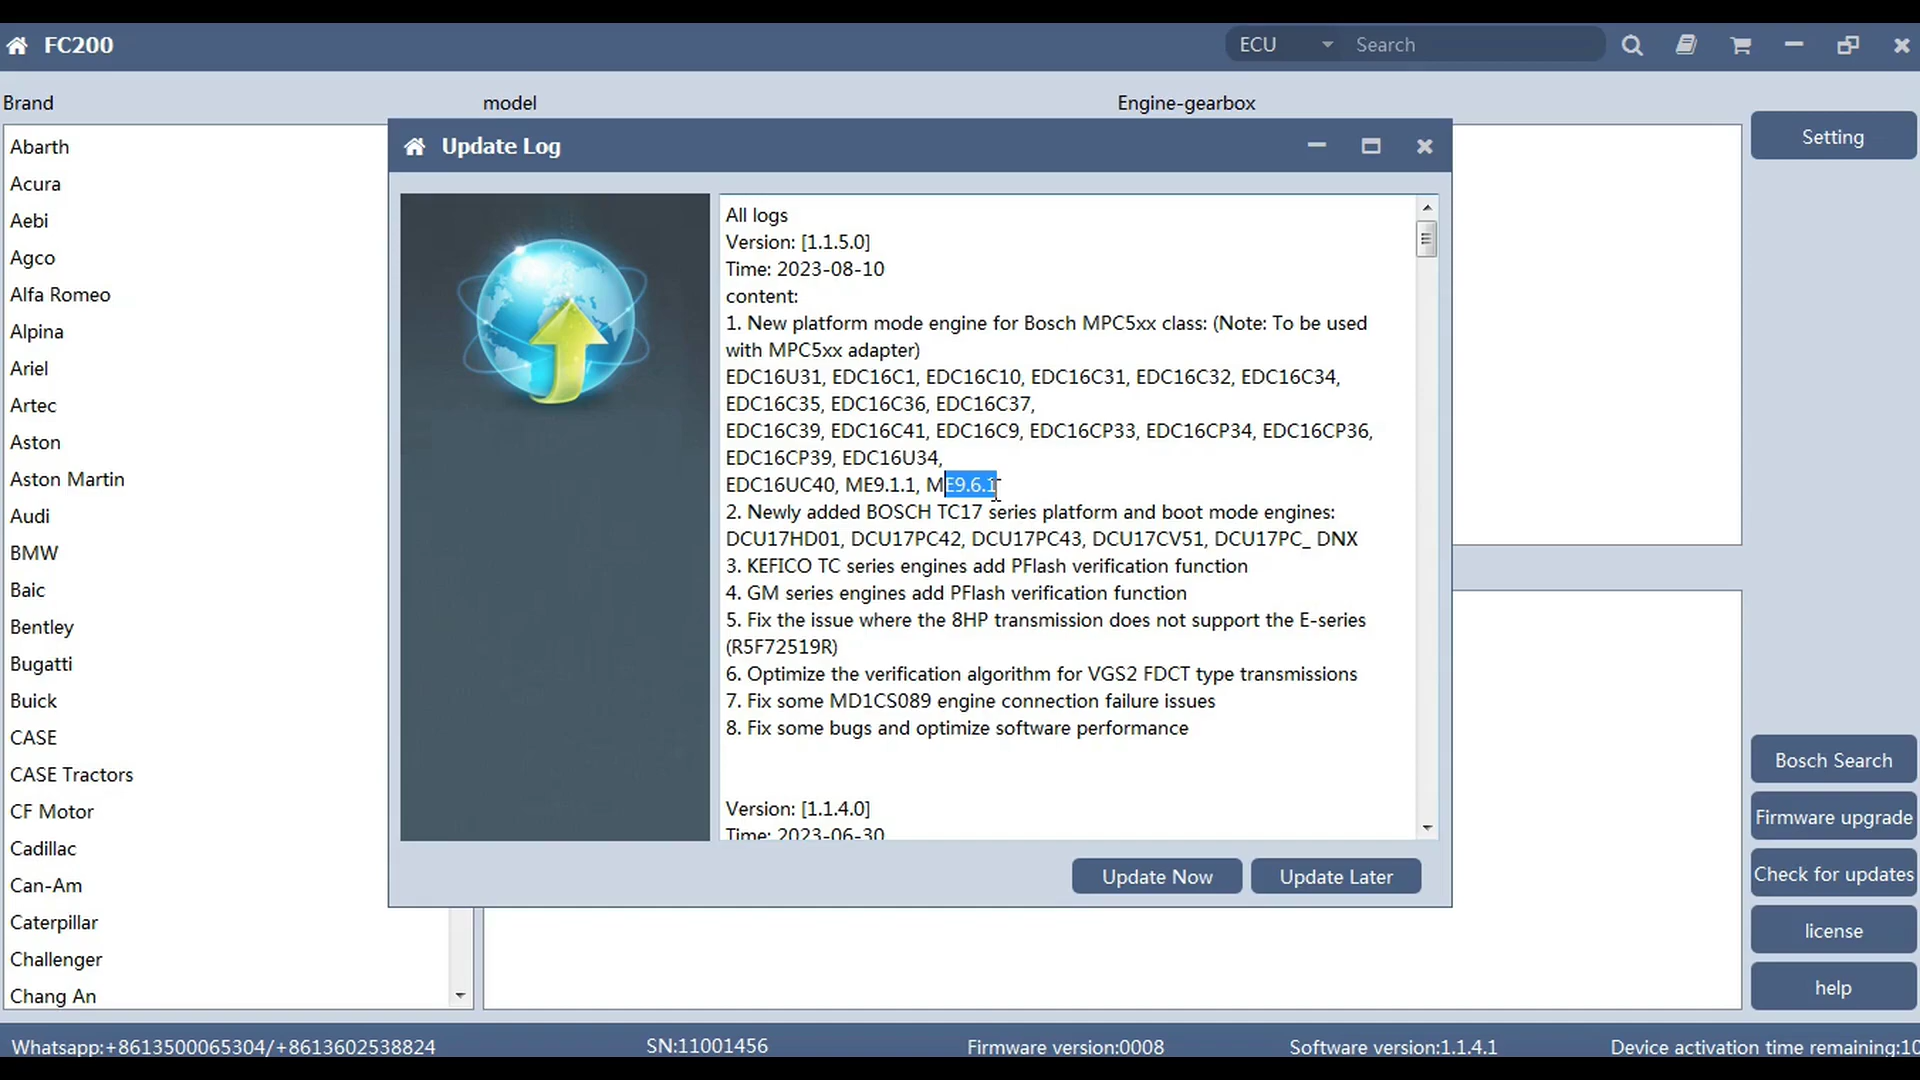 FC200
ECU
Search
Brand
model
Engine-gearbox
Abarth
Acura
Aebi
Agco
Alfa Romeo
Alpina
Ariel
Artec
Aston
Aston Martin
Audi
BMW
Baic
Bentley
Bugatti
Buick
CASE
CASE Tractors
CF Motor
Cadillac
Can-Am
Caterpillar
Challenger
Chang An
Update Log
All logs
Version: [1.1.5.0]
Time: 2023-08-10
content:
1. New platform mode engine for Bosch MPC5xx class: (Note: To be used
with MPC5xx adapter)
EDC16U31, EDC16C1, EDC16C10, EDC16C31, EDC16C32, EDC16C34,
EDC16C35, EDC16C36, EDC16C37,
EDC16C39, EDC16C41, EDC16C9, EDC16CP33, EDC16CP34, EDC16CP36,
EDC16CP39, EDC16U34,
EDC16UC40, ME9.1.1, ME9.6.1
2. Newly added BOSCH TC17 series platform and boot mode engines:
DCU17HD01, DCU17PC42, DCU17PC43, DCU17CV51, DCU17PC_ DNX
3. KEFICO TC series engines add PFlash verification function
4. GM series engines add PFlash verification function
5. Fix the issue where the 8HP transmission does not support the E-series
(R5F72519R)
6. Optimize the verification algorithm for VGS2 FDCT type transmissions
7. Fix some MD1CS089 engine connection failure issues
8. Fix some bugs and optimize software performance
Version: [1.1.4.0]
Time: 2023-06-30
Update Now
Update Later
Setting
Bosch Search
Firmware upgrade
Check for updates
license
help
Whatsapp:+8613500065304/+8613602538824
SN:11001456
Firmware version:0008
Software version:1.1.4.1
Device activation time remaining:10